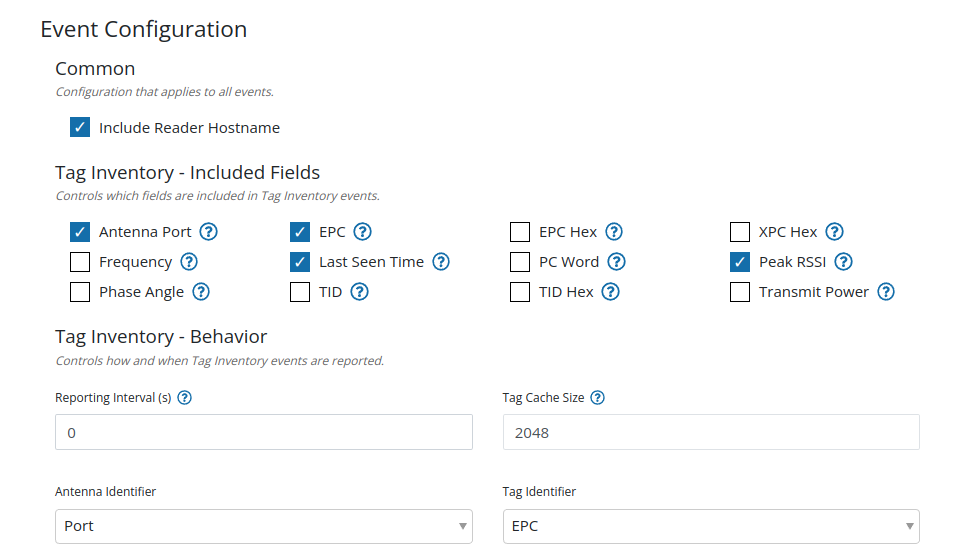 Event Configuration
Common
Configuration that applies to all events.
✓ Include Reader Hostname
Tag Inventory - Included Fields
Controls which fields are included in Tag Inventory events.
✓ Antenna Port ? ✓ EPC ? EPC Hex ? XPC Hex ?
Frequency ? ✓ Last Seen Time ? PC Word ? ✓ Peak RSSI ?
Phase Angle ? TID ? TID Hex ? Transmit Power ?
Tag Inventory - Behavior
Controls how and when Tag Inventory events are reported.
Reporting Interval (s) ? Tag Cache Size ?
0 2048
Antenna Identifier Tag Identifier
Port EPC